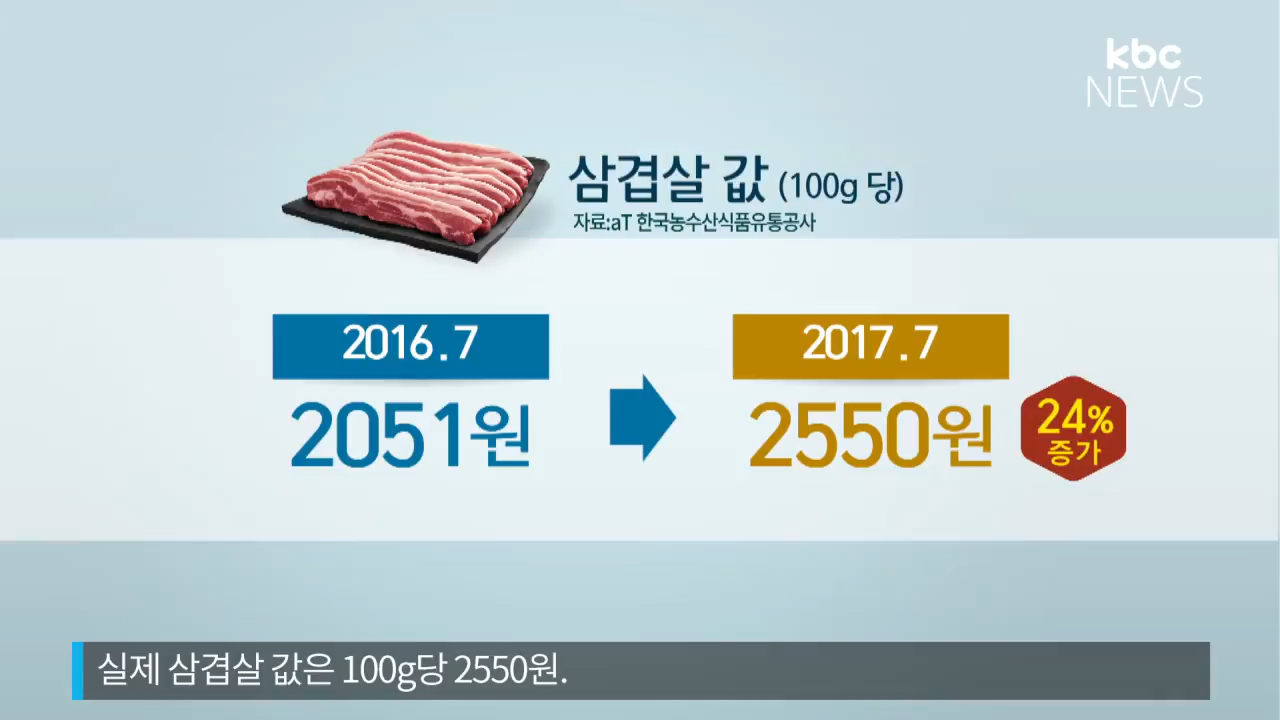 kbc
NEWS
삼겹살 값 (100g 당)
자료:aT 한국농수산식품유통공사
2016.7
2017.7
2051원
2550원
24%
증가
실제 삼겹살 값은 100g당 2550원.